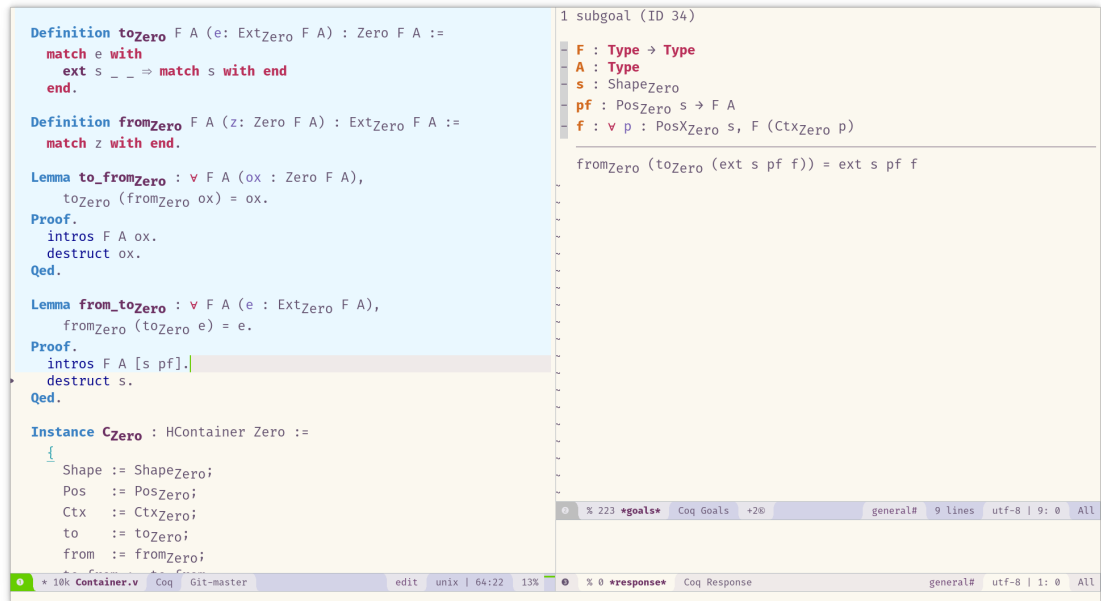 Definition toZero F A (e: ExtZero F A) : Zero F A :=
match e with
ext s _ _ ⇒ match s with end
end.
Definition fromZero F A (z: Zero F A) : ExtZero F A :=
match z with end.
Lemma to_fromZero : ∀ F A (ox : Zero F A),
toZero (fromZero ox) = ox.
Proof.
intros F A ox.
destruct ox.
Qed.
Lemma from_toZero : ∀ F A (e : ExtZero F A),
fromZero (toZero e) = e.
Proof.
intros F A [s pf].
destruct s.
Qed.
Instance CZero : HContainer Zero :=
{
Shape := ShapeZero;
Pos := PosZero;
Ctx := CtxZero;
to := toZero;
from := fromZero;
* 10k Container.v Coq Git-master edit unix | 64:22 13%
1 subgoal (ID 34)
- F : Type → Type
- A : Type
- s : ShapeZero
- pf : PosZero s → F A
- f : ∀ p : PosXZero s, F (CtxZero p)
fromZero (toZero (ext s pf f)) = ext s pf f
% 223 *goals* Coq Goals +2® general# 9 lines utf-8 | 9: 0 All
❸ % 0 *response* Coq Response general# utf-8 | 1: 0 All